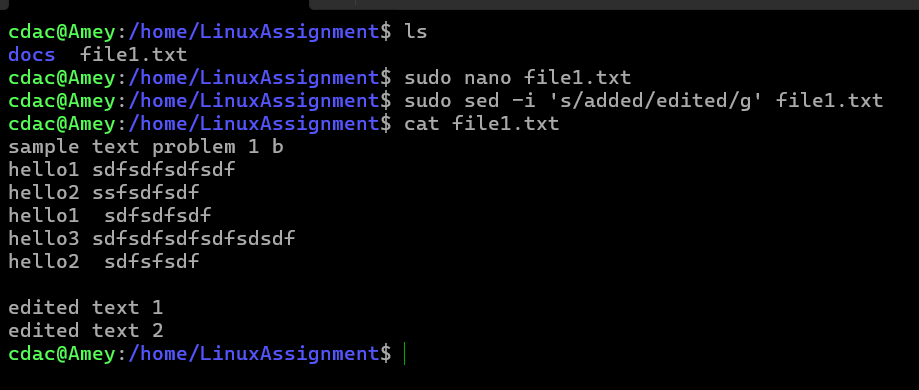 cdac@Amey:/home/LinuxAssignment$ ls
docs  file1.txt
cdac@Amey:/home/LinuxAssignment$ sudo nano file1.txt
cdac@Amey:/home/LinuxAssignment$ sudo sed -i 's/added/edited/g' file1.txt
cdac@Amey:/home/LinuxAssignment$ cat file1.txt
sample text problem 1 b
hello1 sdfsdfsdfsdf
hello2 ssfsdfsdf
hello1  sdfsdfsdf
hello3 sdfsdfsdfsdfsdsdf
hello2  sdfsfsdf
edited text 1
edited text 2
cdac@Amey:/home/LinuxAssignment$